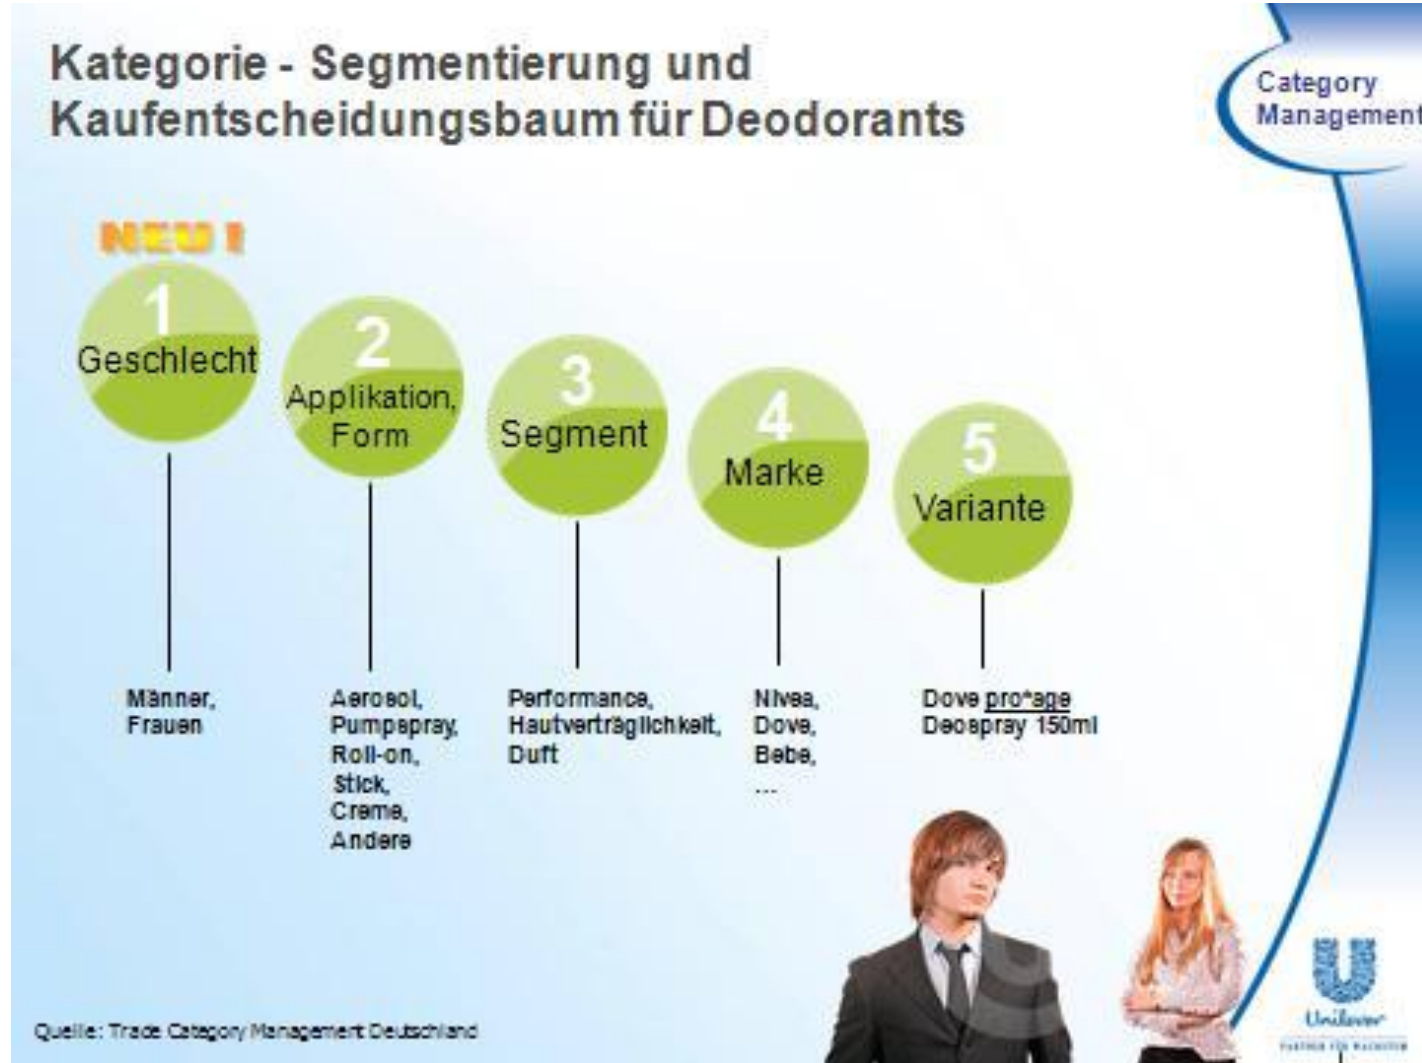 Kategorie - Segmentierung und
Kaufentscheidungsbaum für Deodorants
Category
Management
NEU!
1
Geschlecht
2
Applikation,
Form
3
Segment
4
Marke
5
Variante
Männer,
Frauen
Aerosol,
Pumpspray,
Roll-on,
Stick,
Creme,
Andere
Performance,
Hautverträglichkeit,
Duft
Nivea,
Dove,
Bebe,
...
Dove pro*age
Deospray 150ml
Quelle: Trade Category Management Deutschland
Unilever